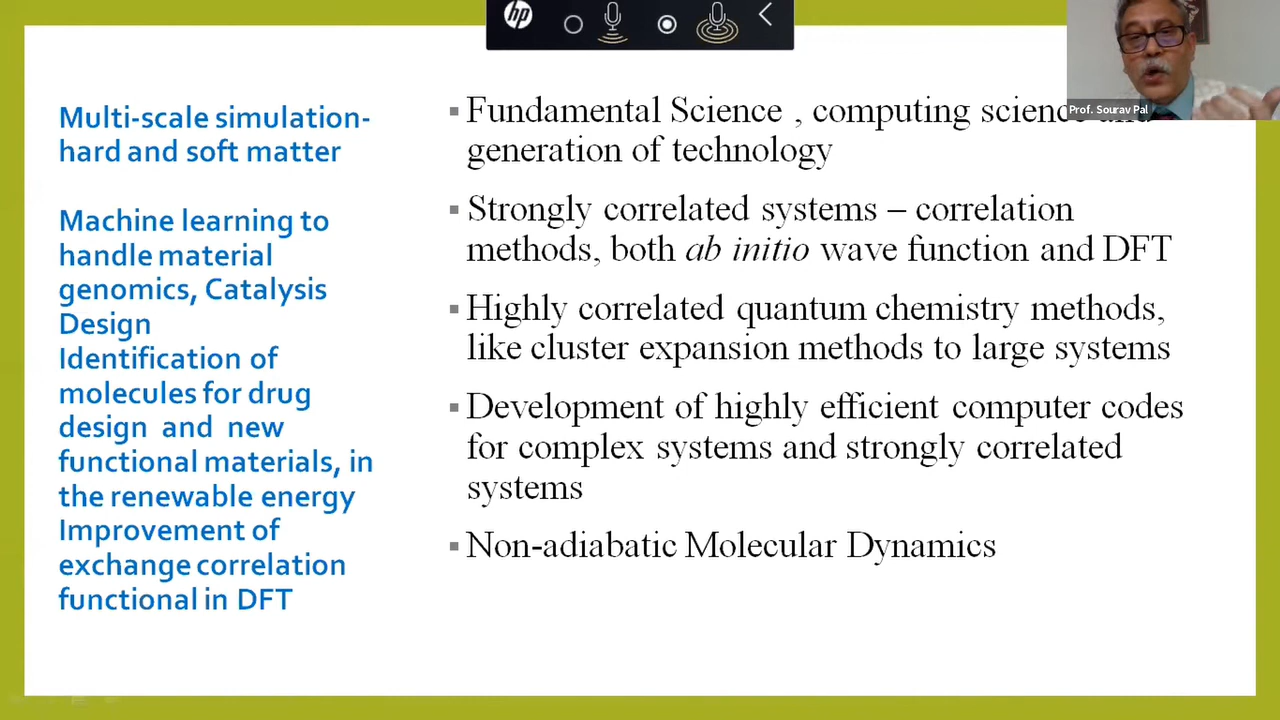 hp
Prof. Sourav Pal
Multi-scale simulation-
hard and soft matter
Machine learning to
handle material
genomics, Catalysis
Design
Identification of
molecules for drug
design and new
functional materials, in
the renewable energy
Improvement of
exchange correlation
functional in DFT
▪ Fundamental Science , computing science and
generation of technology
▪ Strongly correlated systems – correlation
methods, both ab initio wave function and DFT
▪ Highly correlated quantum chemistry methods,
like cluster expansion methods to large systems
▪ Development of highly efficient computer codes
for complex systems and strongly correlated
systems
▪ Non-adiabatic Molecular Dynamics